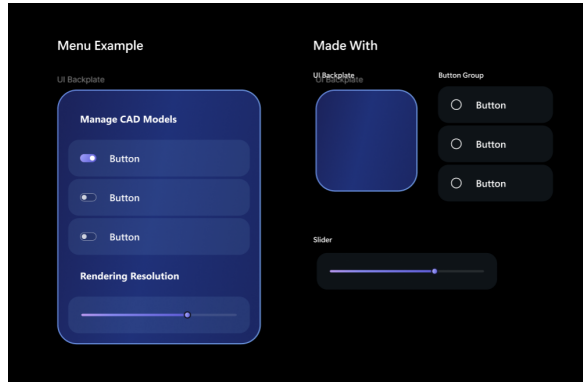 Menu Example
UI Backplate
Manage CAD Models
Button
Button
Button
Rendering Resolution
Made With
UI Backplate
UI Backplate
Button Group
Button
Button
Button
Slider